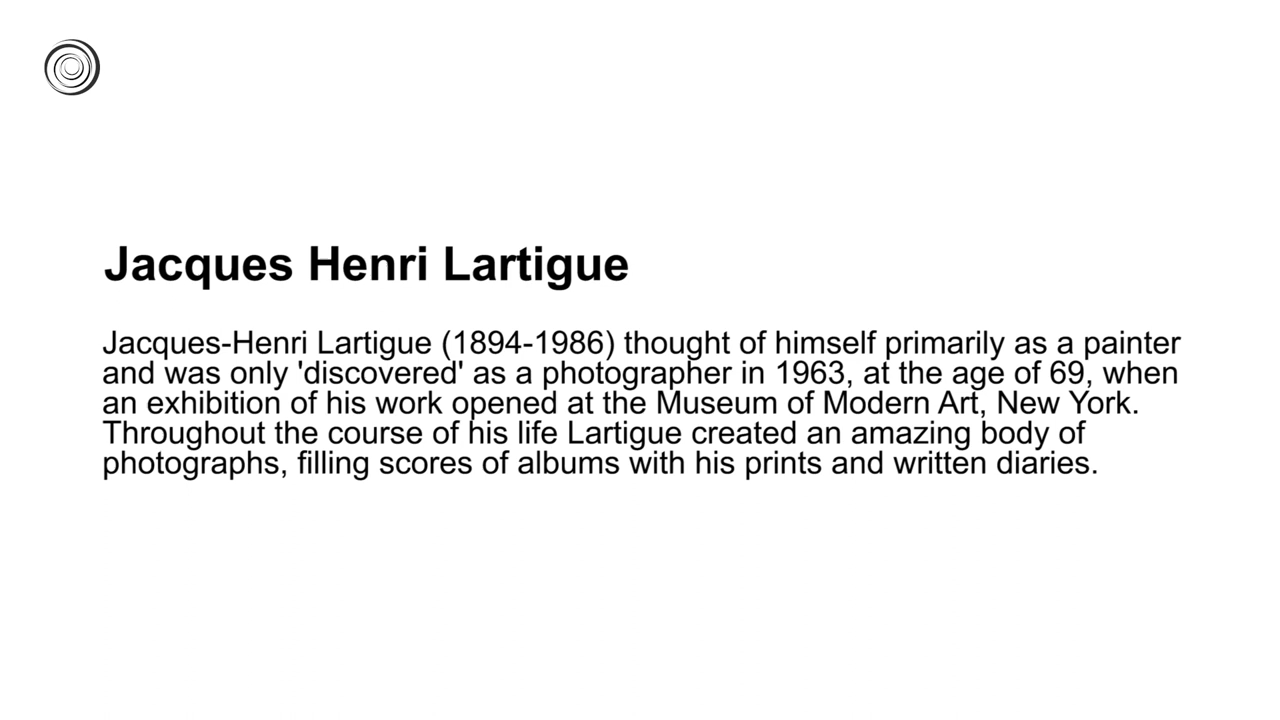 Jacques Henri Lartigue
Jacques-Henri Lartigue (1894-1986) thought of himself primarily as a painter
and was only 'discovered' as a photographer in 1963, at the age of 69, when
an exhibition of his work opened at the Museum of Modern Art, New York.
Throughout the course of his life Lartigue created an amazing body of
photographs, filling scores of albums with his prints and written diaries.